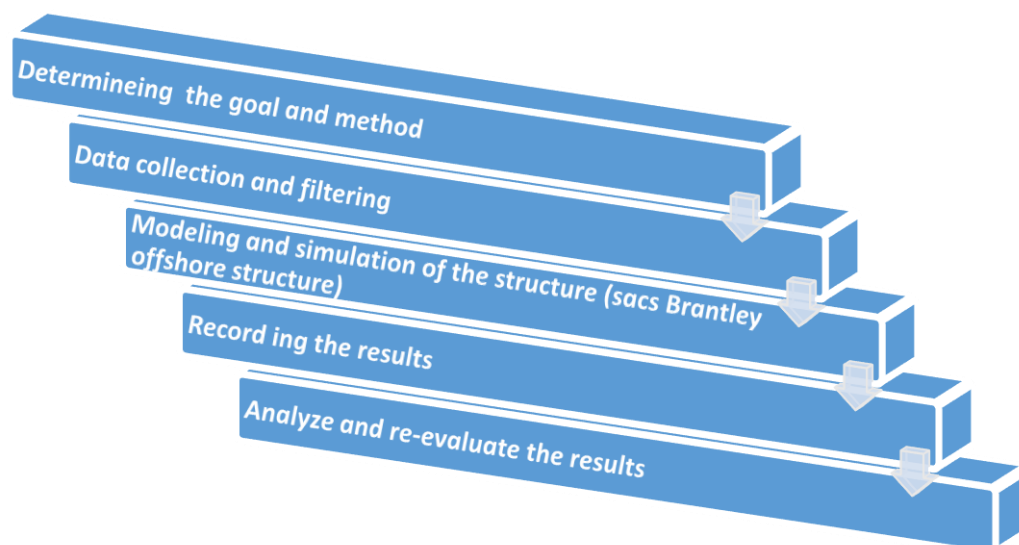 Determineing  the goal and method
Data collection and filtering
Modeling and simulation of the structure (sacs Brantley
offshore structure)
Record ing the results
Analyze and re-evaluate the results